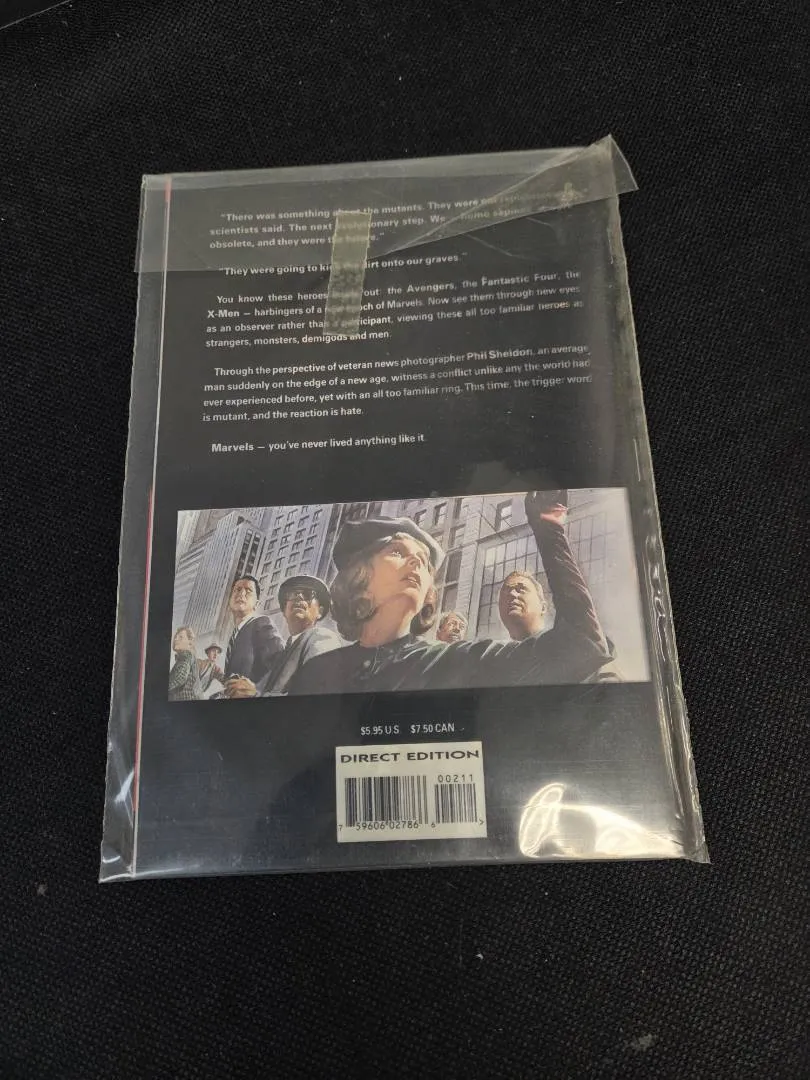 "There was something about the mutants. They were our
scientists said. The next evolutionary step. We homo
obsolete, and they were the future."
"They were going to kick dirt onto our graves."
You know these heroes out: the Avengers, the Fantastic Four, the
X-Men — harbingers of a epoch of Marvels. Now see them through new eyes
as an observer rather than participant, viewing these all too familiar heroes as
strangers, monsters, demigods and men.
Through the perspective of veteran news photographer Phil Sheldon, an average
man suddenly on the edge of a new age, witness a conflict unlike any the world had
ever experienced before, yet with an all too familiar ring. This time, the trigger word
is mutant, and the reaction is hate.
Marvels — you've never lived anything like it.
$5.95 U.S. $7.50 CAN
DIRECT EDITION
00211
7 59606 02786 6 >